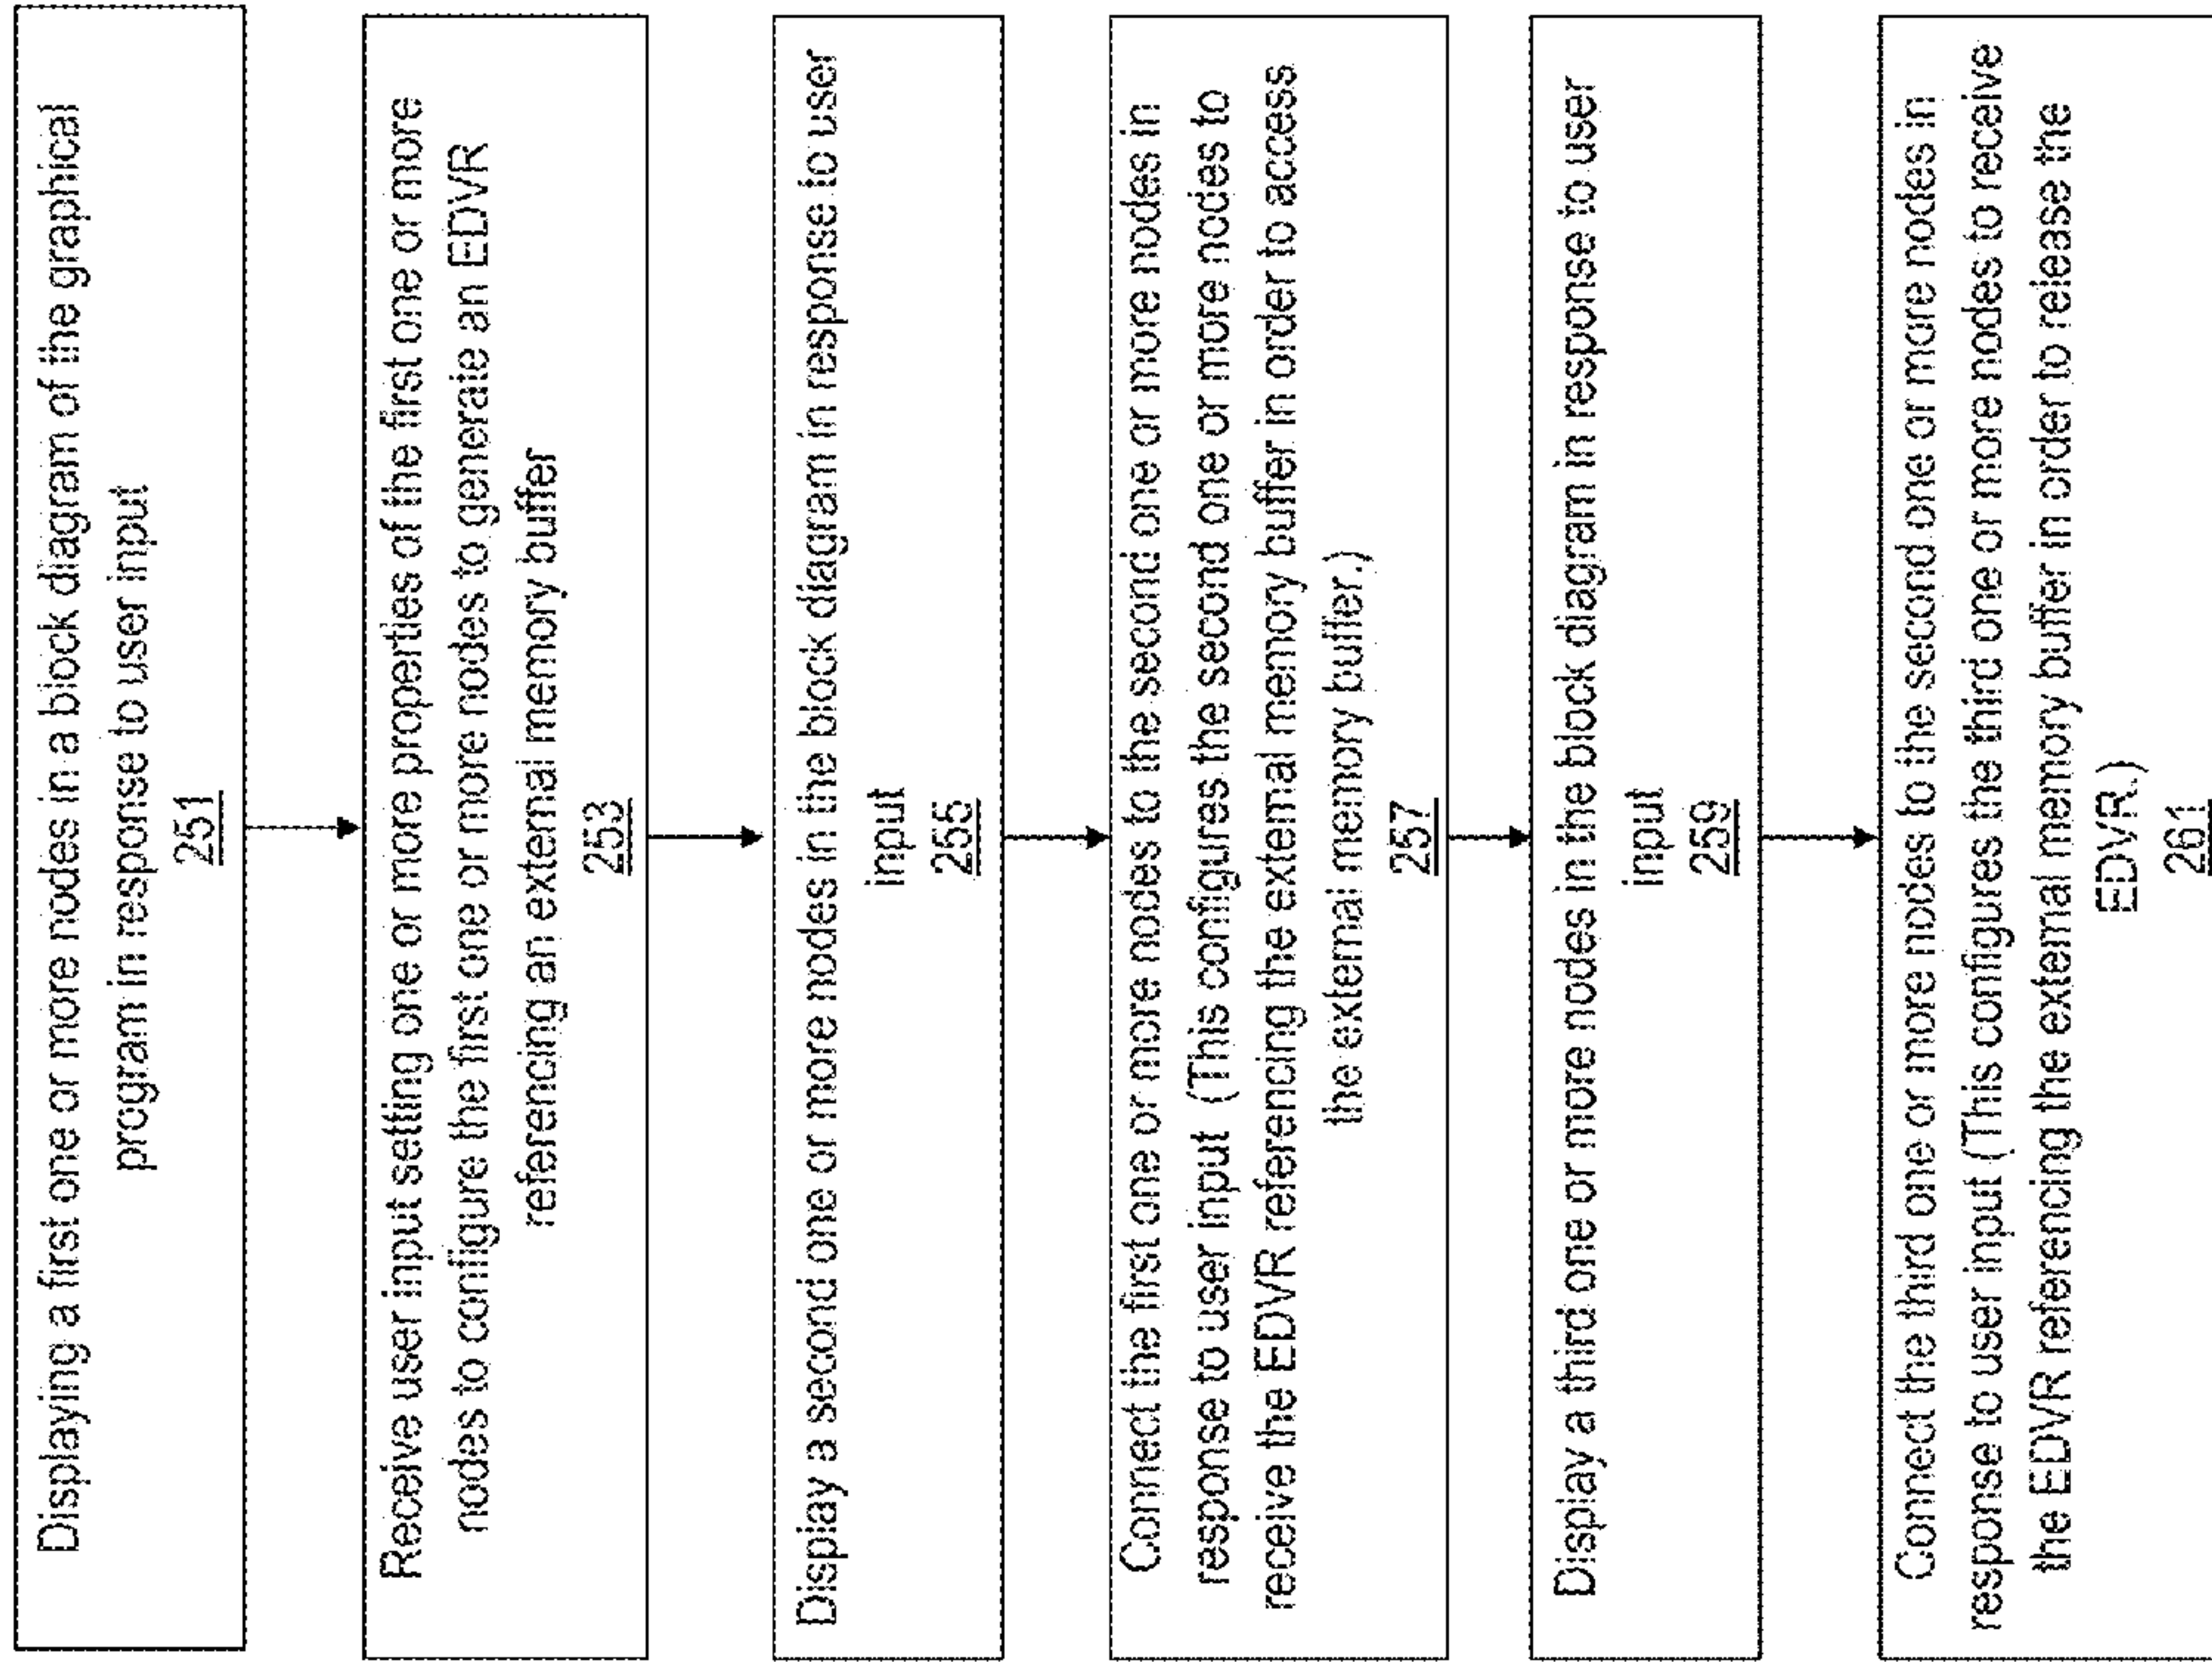 Displaying a first one or more nodes in a block diagram of the graphical
program in response to user input
251
Receive user input setting one or more properties of the first one or more
nodes to configure the first one or more nodes to generate an EDVR
referencing an external memory buffer
253
Display a second one or more nodes in the block diagram in response to user
input
255
Connect the first one or more nodes to the second one or more nodes in
response to user input (This configures the second one or more nodes to
receive the EDVR referencing the external memory buffer in order to access
the external memory buffer.)
257
Display a third one or more nodes in the block diagram in response to user
input
259
Connect the third one or more nodes to the second one or more nodes in
response to user input (This configures the third one or more nodes to receive
the EDVR referencing the external memory buffer in order to release the
EDVR.)
261